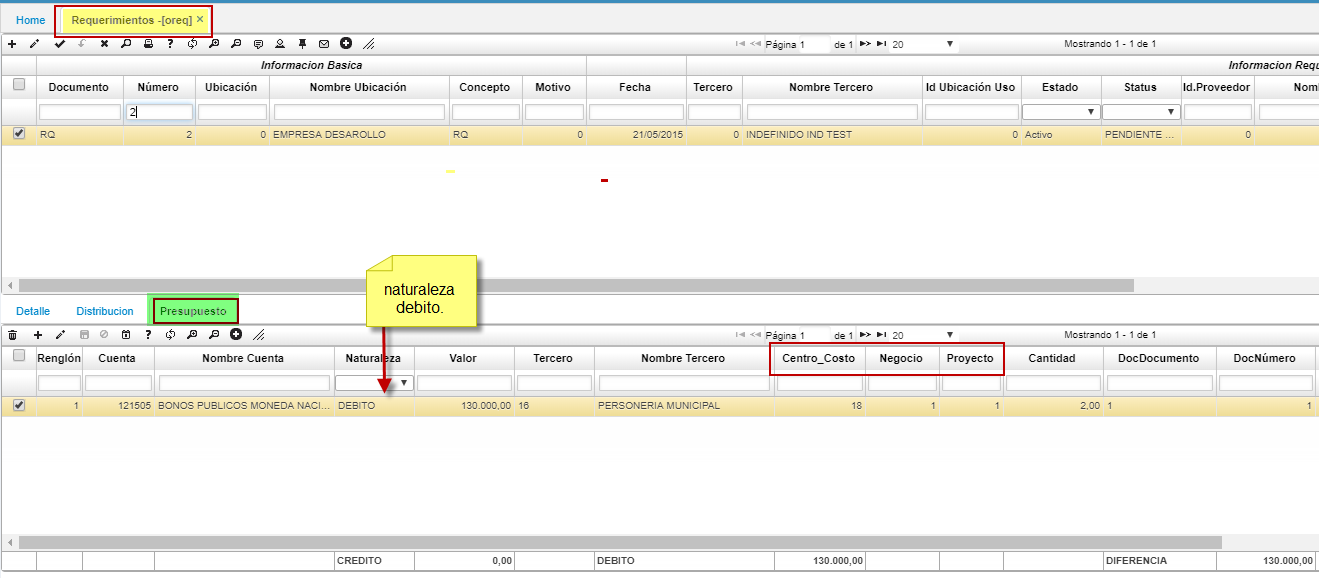 Home Requerimientos -[oreq] ×
Página 1 de 1 20 Mostrando 1 - 1 de 1
Informacion Basica Informacion Requ
Documento Número Ubicación Nombre Ubicación Concepto Motivo Fecha Tercero Nombre Tercero Id Ubicación Uso Estado Status Id.Proveedor Nom
2
RQ 2 0 EMPRESA DESAROLLO RQ 0 21/05/2015 0 INDEFINIDO IND TEST 0 Activo PENDIENTE ... 0
naturaleza
debito.
Detalle Distribucion Presupuesto
Página 1 de 1 20 Mostrando 1 - 1 de 1
Renglón Cuenta Nombre Cuenta Naturaleza Valor Tercero Nombre Tercero Centro_Costo Negocio Proyecto Cantidad DocDocumento DocNúmero
1 121505 BONOS PUBLICOS MONEDA NACI... DEBITO 130.000,00 16 PERSONERIA MUNICIPAL 18 1 1 2,00 1 1
CREDITO 0,00 DEBITO 130.000,00 DIFERENCIA 130.000,00